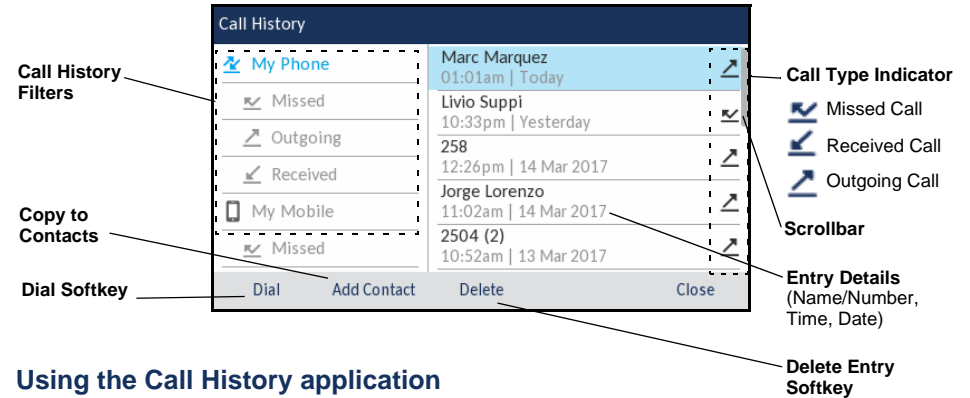 Call History
My Phone
Missed
Outgoing
Received
My Mobile
Missed
Marc Marquez
01:01am | Today
Livio Suppi
10:33pm | Yesterday
258
12:26pm | 14 Mar 2017
Jorge Lorenzo
11:02am | 14 Mar 2017
2504 (2)
10:52am | 13 Mar 2017
Dial
Add Contact
Delete
Close
Call History
Filters
Copy to
Contacts
Dial Softkey
Call Type Indicator
Missed Call
Received Call
Outgoing Call
Scrollbar
Entry Details
(Name/Number,
Time, Date)
Delete Entry
Softkey
Using the Call History application